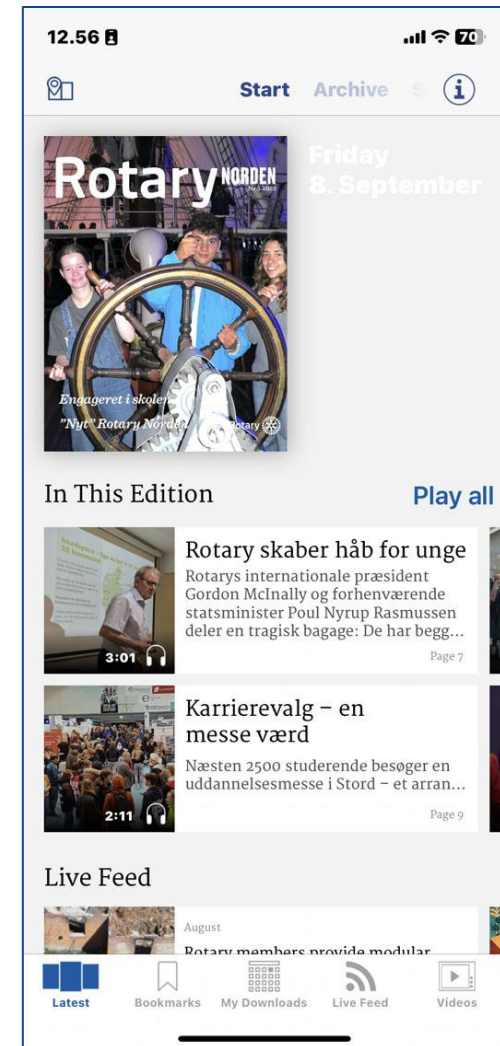 12.56
70
Start Archive
Friday
8. September
Rotary NORDEN
Engageret i skolen
"Nyt" Rotary Norden
Rotary
In This Edition
Play all
Rotary skaber håb for unge
Rotarys internationale præsident
Gordon McInally og forhenværende
statsminister Poul Nyrup Rasmussen
deler en tragisk bagage: De har begg...
3:01
Page 7
Karrierevalg – en
messe værd
Næsten 2500 studerende besøger en
uddannelsesmesse i Stord – et arran...
2:11
Page 9
Live Feed
August
Rotary members provide modular
Latest Bookmarks My Downloads Live Feed Videos